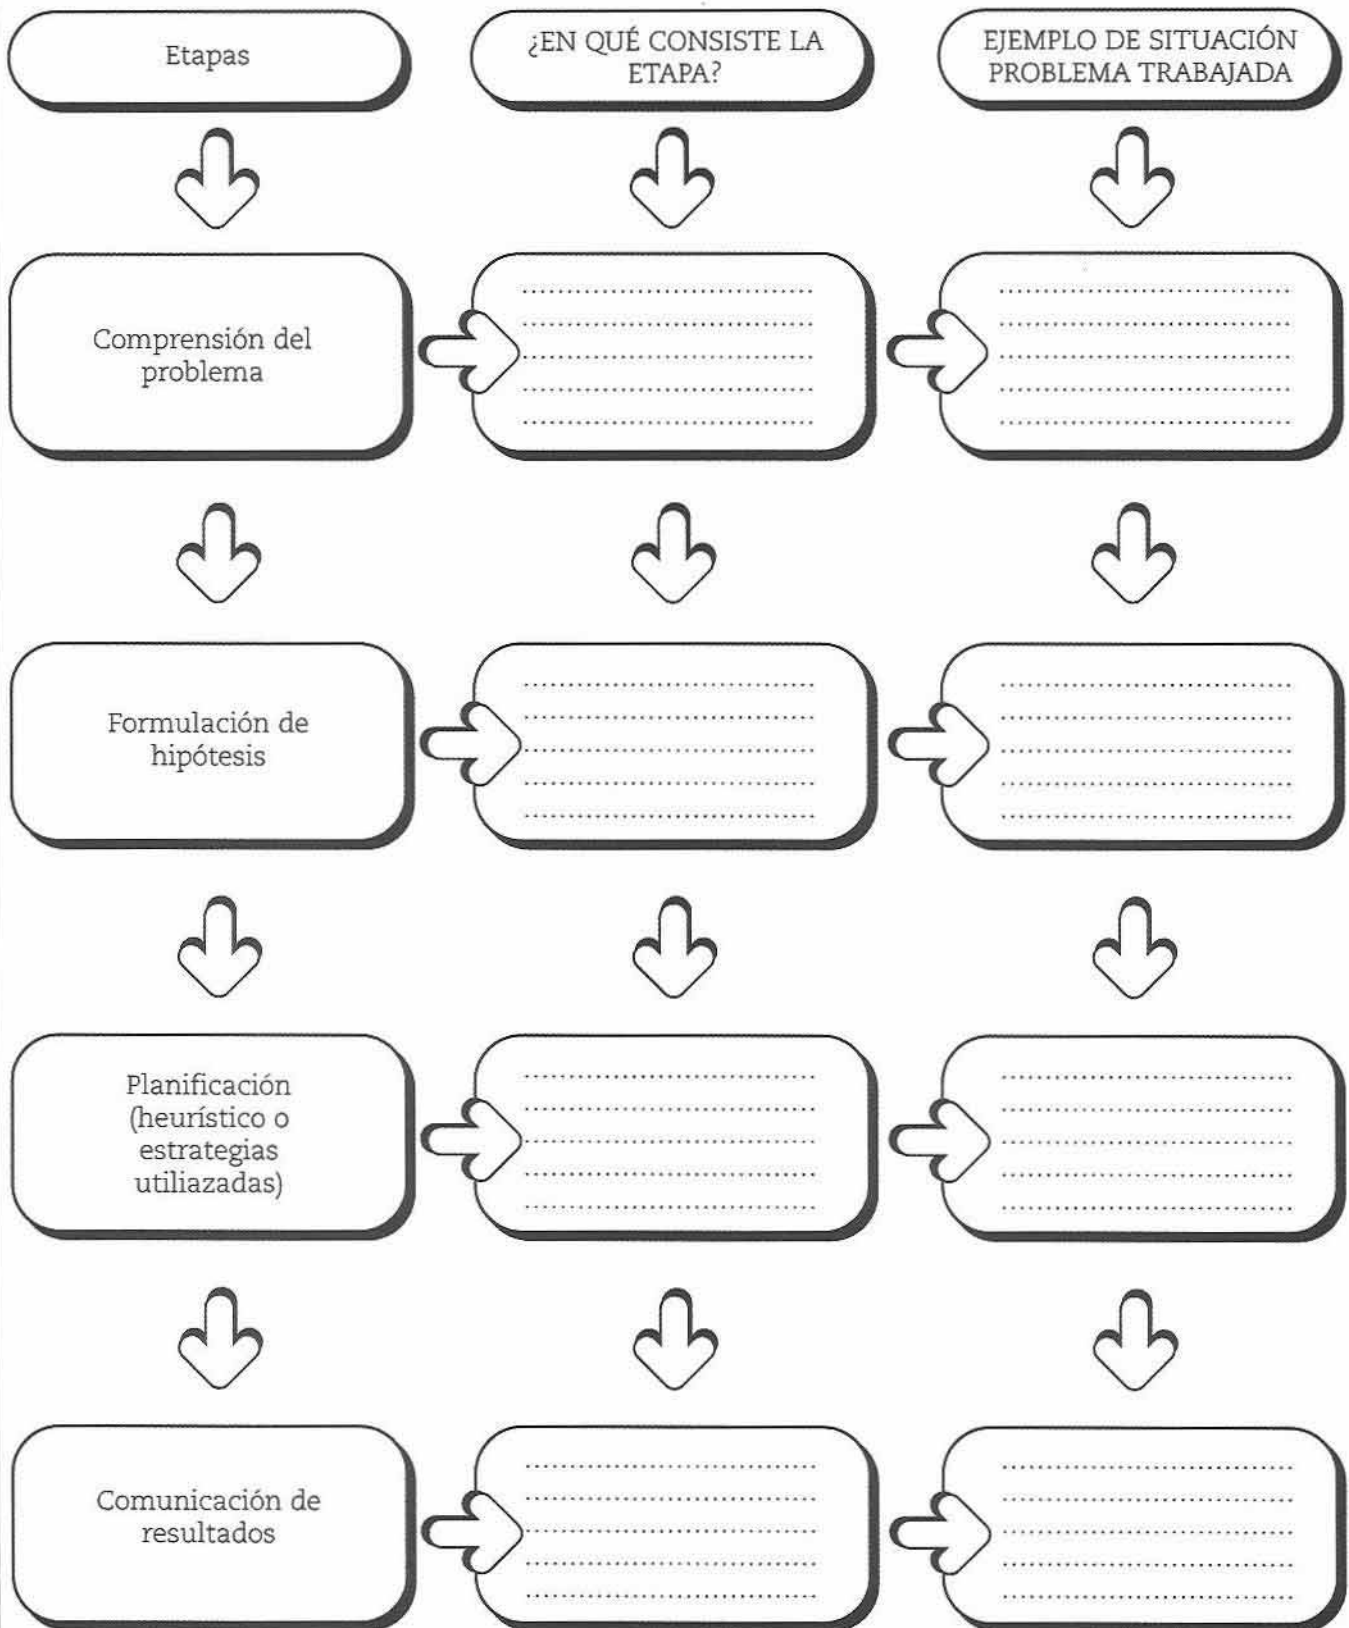 Etapas
¿EN QUÉ CONSISTE LA
ETAPA?
EJEMPLO DE SITUACIÓN
PROBLEMA TRABAJADA
Comprensión del
problema
Formulación de
hipótesis
Planificación
(heurístico o
estrategias
utiliazadas)
Comunicación de
resultados